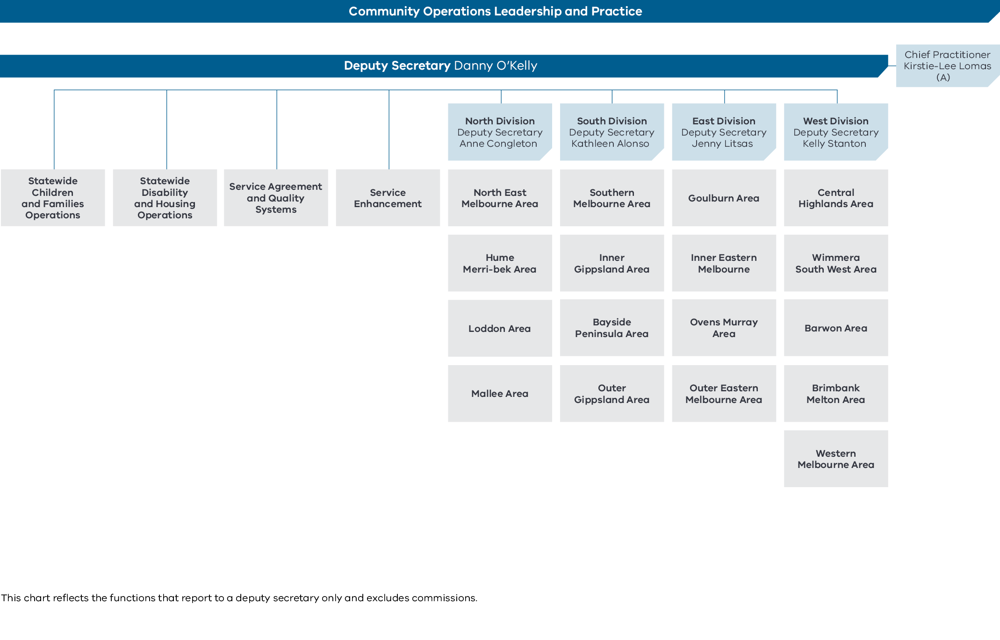 Community Operations Leadership and Practice
Deputy Secretary Danny O’Kelly
Chief Practitioner
Kirstie-Lee Lomas
(A)
North Division
Deputy Secretary
Anne Congleton
South Division
Deputy Secretary
Kathleen Alonso
East Division
Deputy Secretary
Jenny Litsas
West Division
Deputy Secretary
Kelly Stanton
Statewide
Children
and Families
Operations
Statewide
Disability
and Housing
Operations
Service Agreement
and Quality
Systems
Service
Enhancement
North East
Melbourne Area
Southern
Melbourne Area
Goulburn Area
Central
Highlands Area
Hume
Merri-bek Area
Inner
Gippsland Area
Inner Eastern
Melbourne
Wimmera
South West Area
Loddon Area
Bayside
Peninsula Area
Ovens Murray
Area
Barwon Area
Mallee Area
Outer
Gippsland Area
Outer Eastern
Melbourne Area
Brimbank
Melton Area
Western
Melbourne Area
This chart reflects the functions that report to a deputy secretary only and excludes commissions.